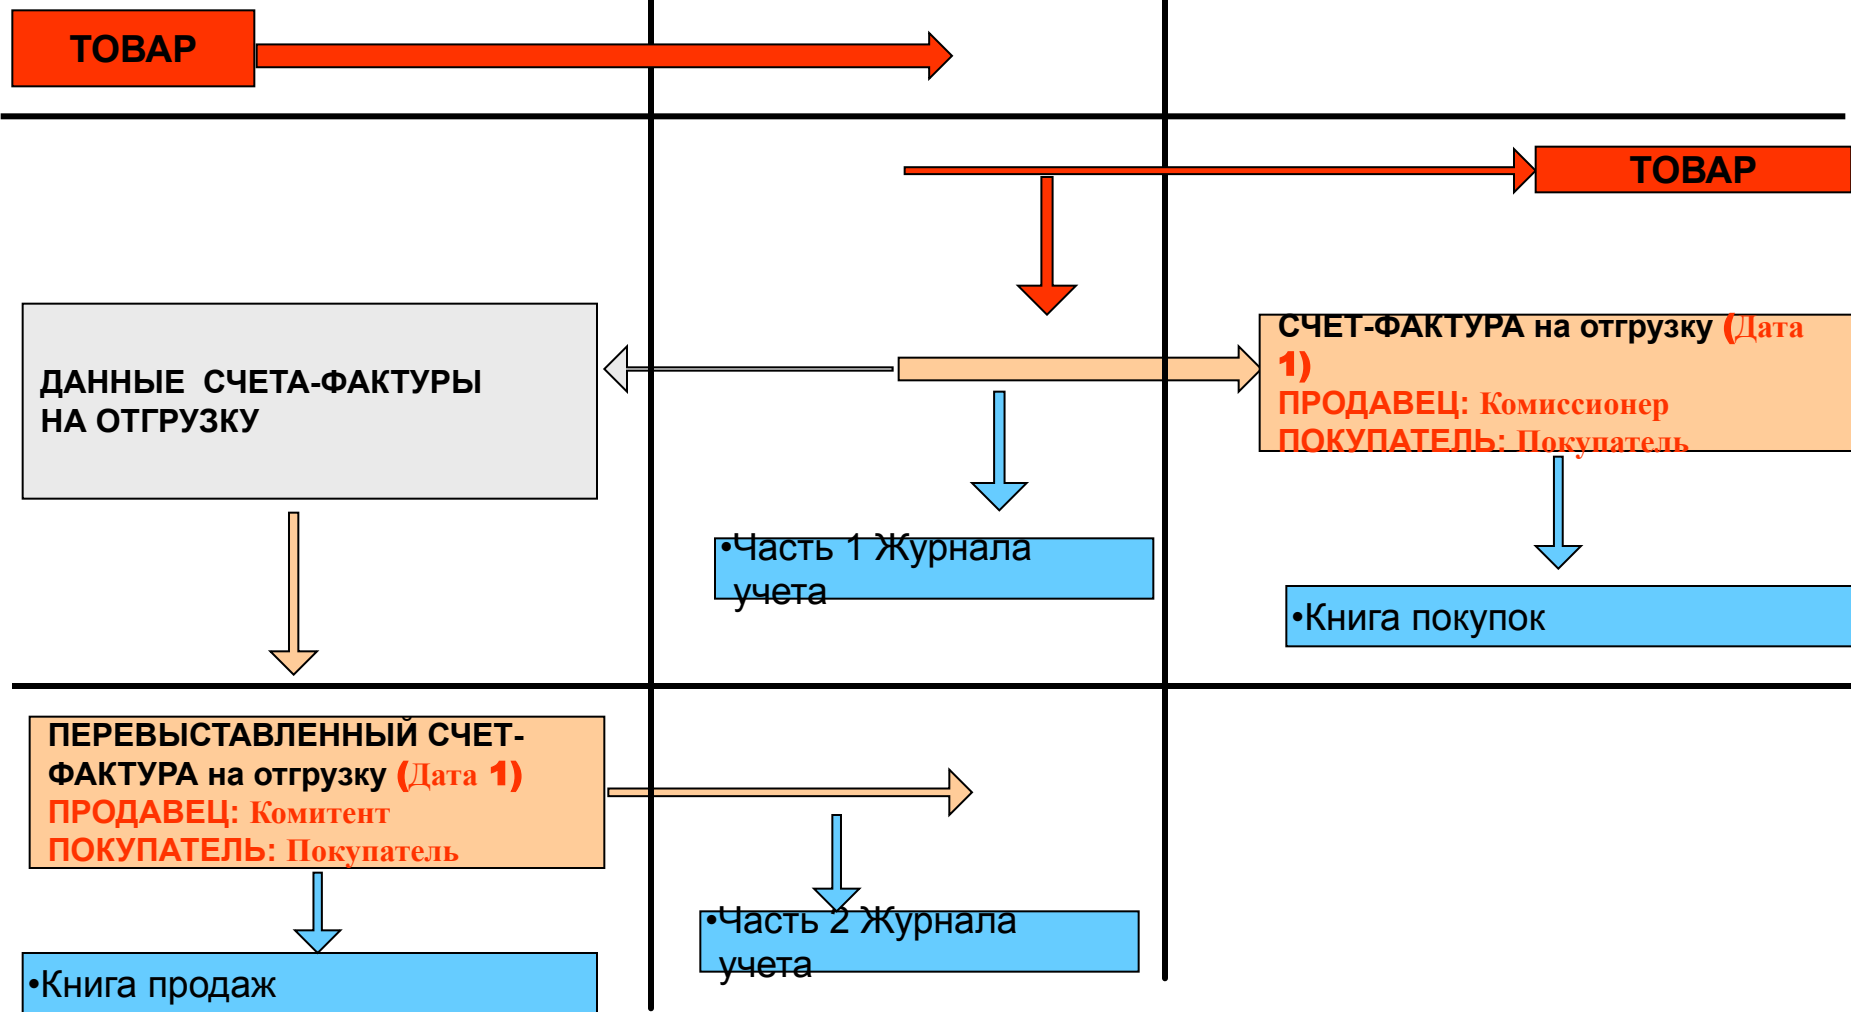 ТОВАР
ТОВАР
ДАННЫЕ СЧЕТА-ФАКТУРЫ
НА ОТГРУЗКУ
СЧЕТ-ФАКТУРА на отгрузку (Дата
1)
ПРОДАВЕЦ: Комиссионер
ПОКУПАТЕЛЬ: Покупатель
•Часть 1 Журнала
учета
•Книга покупок
ПЕРЕВЫСТАВЛЕННЫЙ СЧЕТ-
ФАКТУРА на отгрузку (Дата 1)
ПРОДАВЕЦ: Комитент
ПОКУПАТЕЛЬ: Покупатель
•Часть 2 Журнала
учета
•Книга продаж